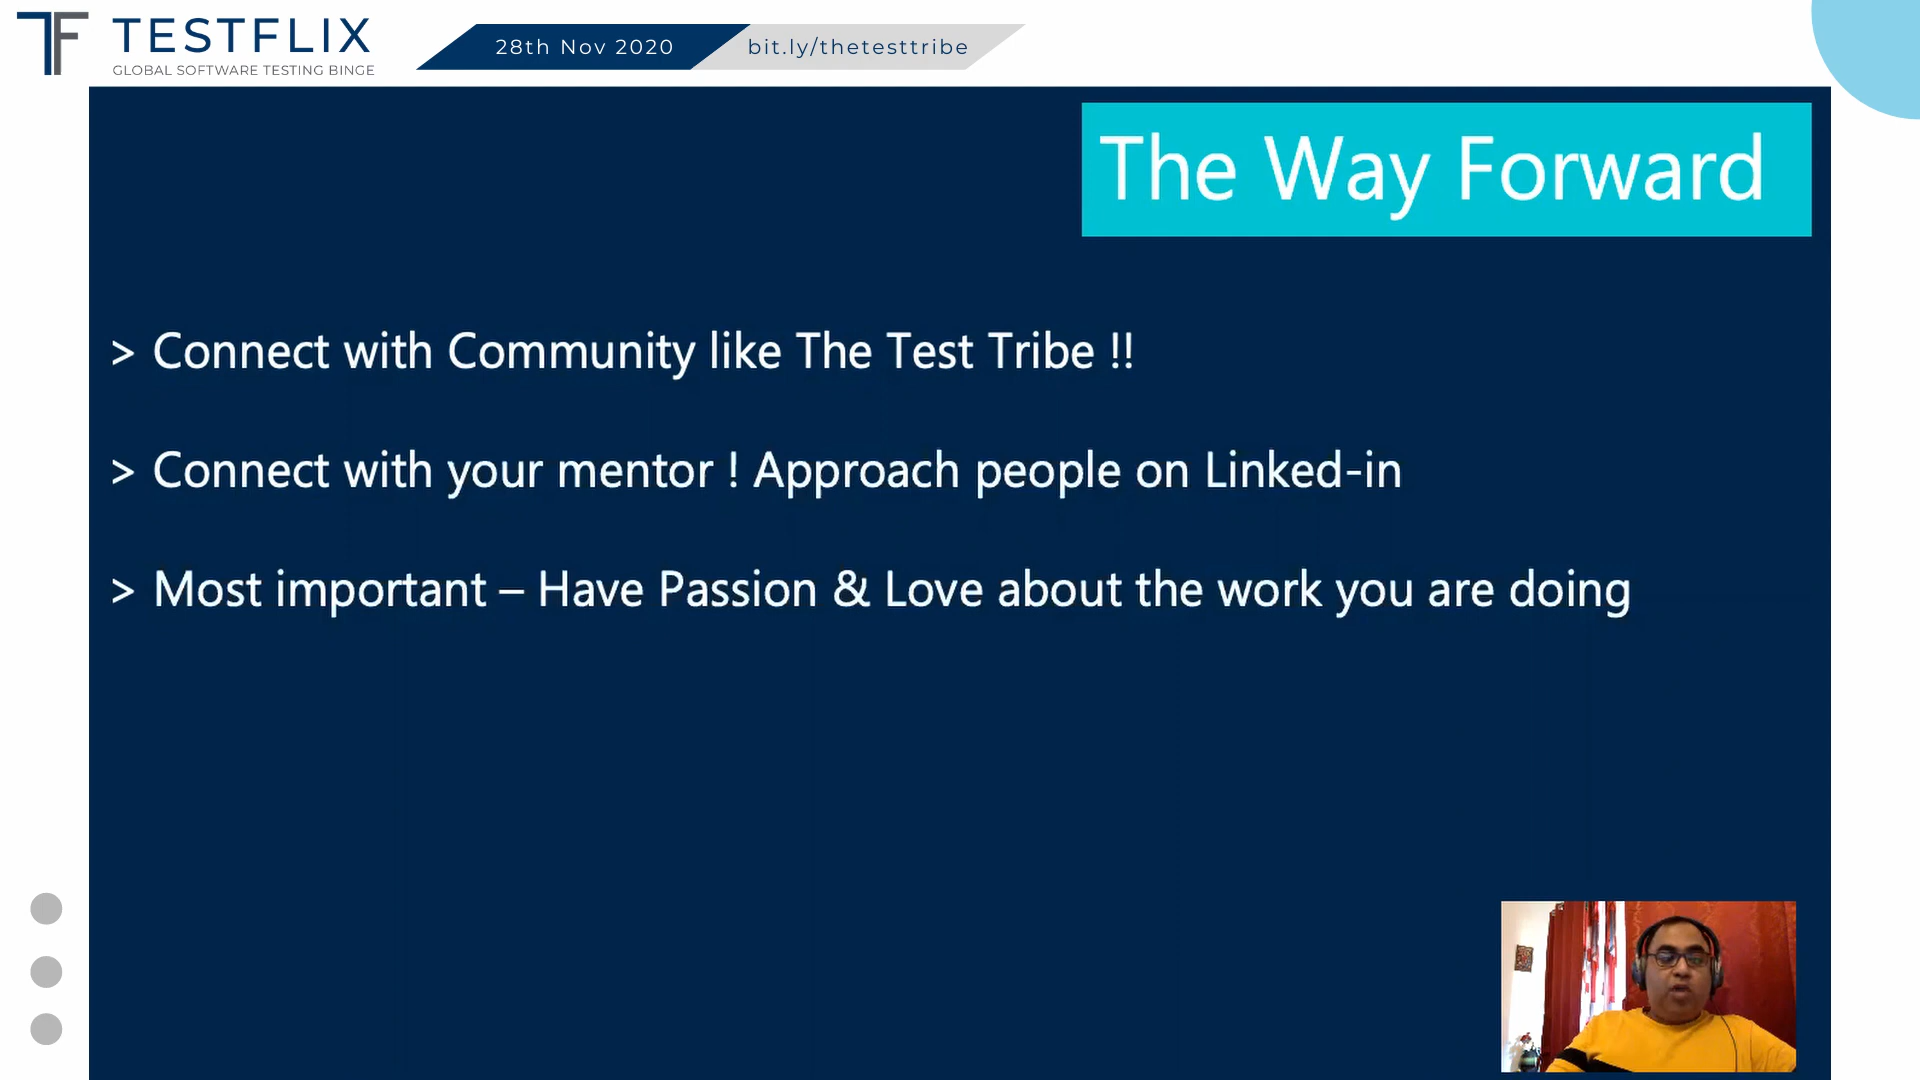 TF TESTFLIX
GLOBAL SOFTWARE TESTING BINGE
28th Nov 2020
bit.ly/thetesttribe
The Way Forward
> Connect with Community like The Test Tribe !!
> Connect with your mentor ! Approach people on Linked-in
> Most important – Have Passion & Love about the work you are doing